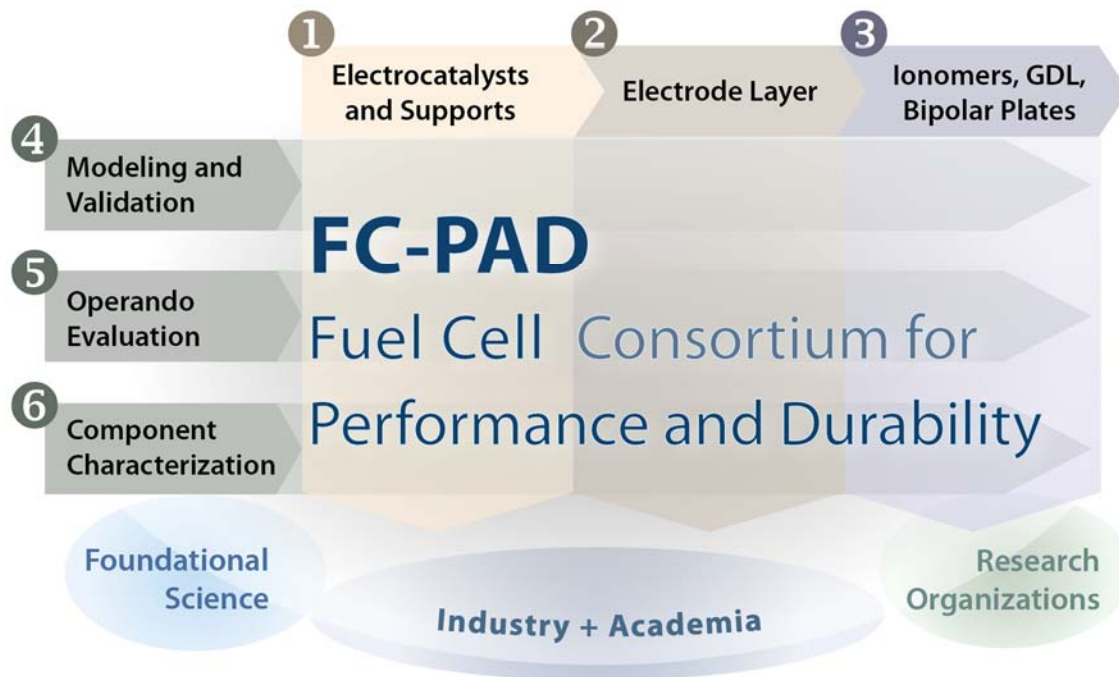 1
Electrocatalysts
and Supports
2
Electrode Layer
3
Ionomers, GDL,
Bipolar Plates
4
Modeling and
Validation
5
Operando
Evaluation
6
Component
Characterization
FC-PAD
Fuel Cell Consortium for
Performance and Durability
Foundational
Science
Industry + Academia
Research
Organizations